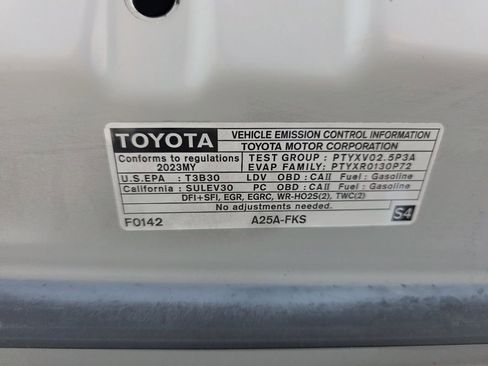 TOYOTA VEHICLE EMISSION CONTROL INFORMATION
TOYOTA MOTOR CORPORATION
Conforms to regulations TEST GROUP : PTYXV02.5P3A
2023MY EVAP FAMILY: PTYXR0130P72
U.S.EPA : T3B30 LDV OBD : CAII Fuel : Gasoline
California : SULEV30 PC OBD : CAII Fuel : Gasoline
DFI+SFI, EGR, EGRC, WR-HO2S(2), TWC(2)
No adjustments needed.
F0142 A25A-FKS S4